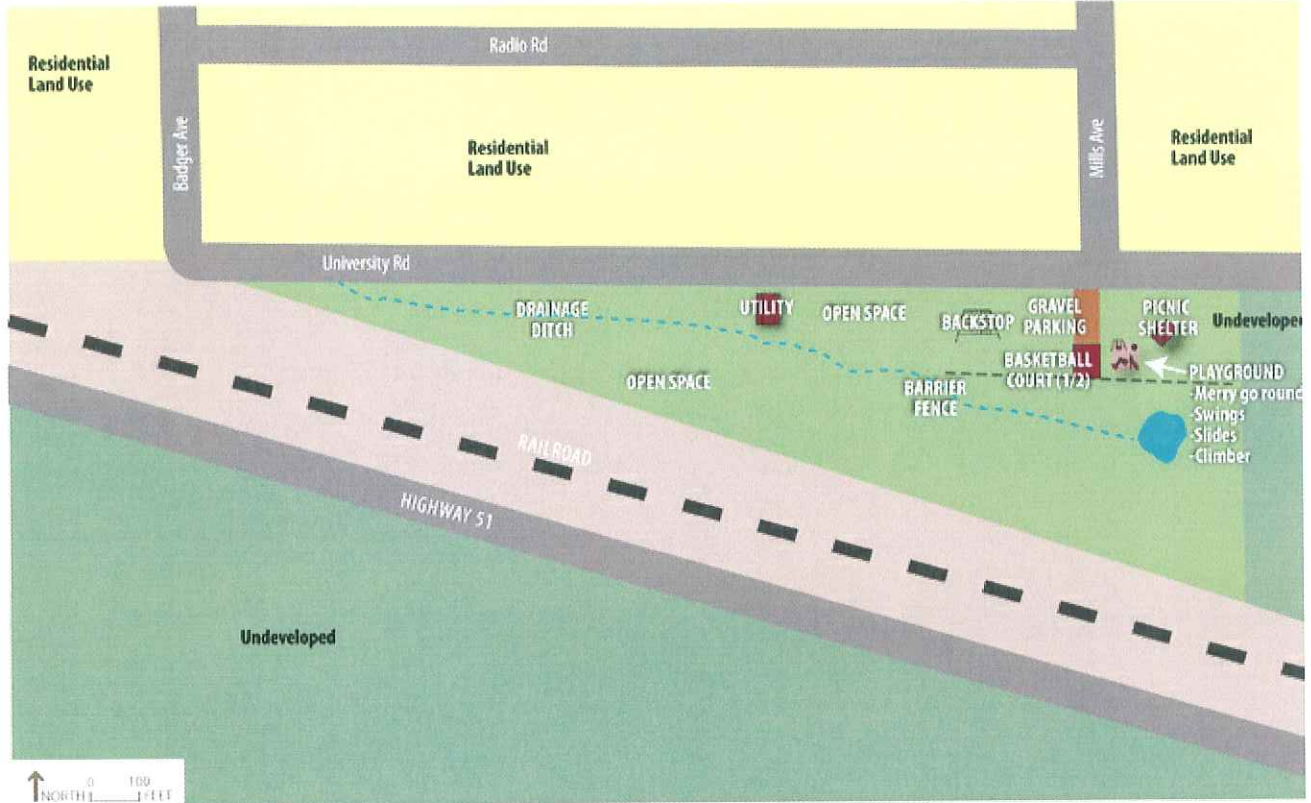 Radio Rd
Residential
Land Use
Badger Ave
Residential
Land Use
Mills Ave
Residential
Land Use
University Rd
DRAINAGE
DITCH
UTILITY
OPEN SPACE
BACKSTOP
GRAVEL
PARKING
PICNIC
SHELTER
Undeveloped
BASKETBALL
COURT (1/2)
OPEN SPACE
BARRIER
FENCE
PLAYGROUND
-Merry go round
-Swings
-Slides
-Climber
RAILROAD
HIGHWAY 51
Undeveloped
0 100
NORTH FEET